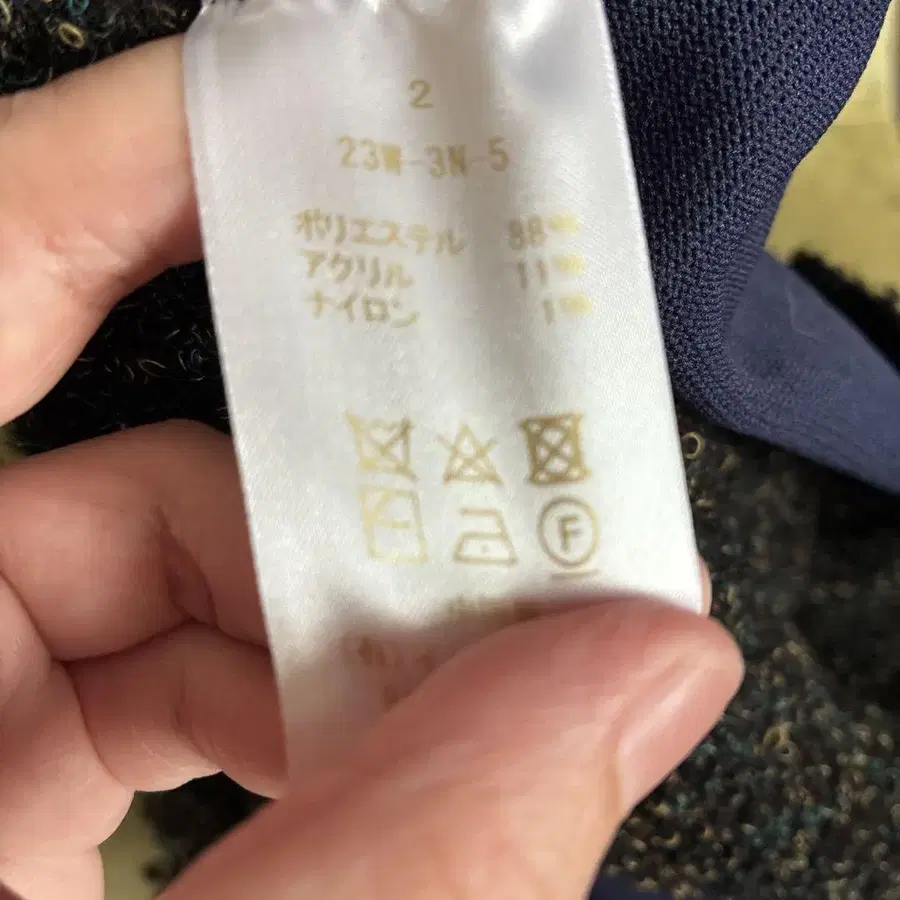 2
23W-3N-5
ポリエステル 88%
アクリル 11%
ナイロン 1%
F